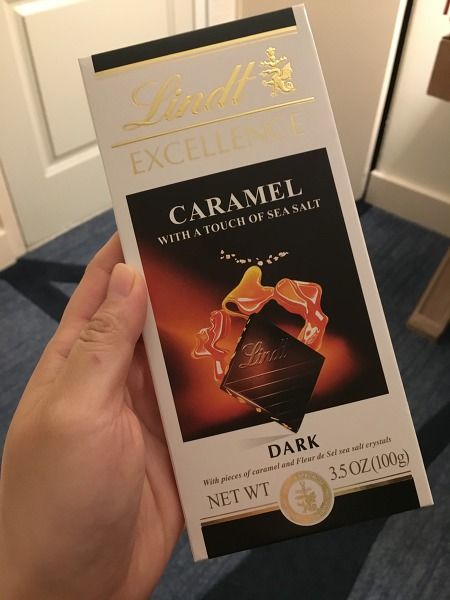 Lindt
EXCELLENCE
CARAMEL
WITH A TOUCH OF SEA SALT
Lindt
DARK
With pieces of caramel and Fleur de Sel sea salt crystals
NET WT 3.5 OZ (100g)